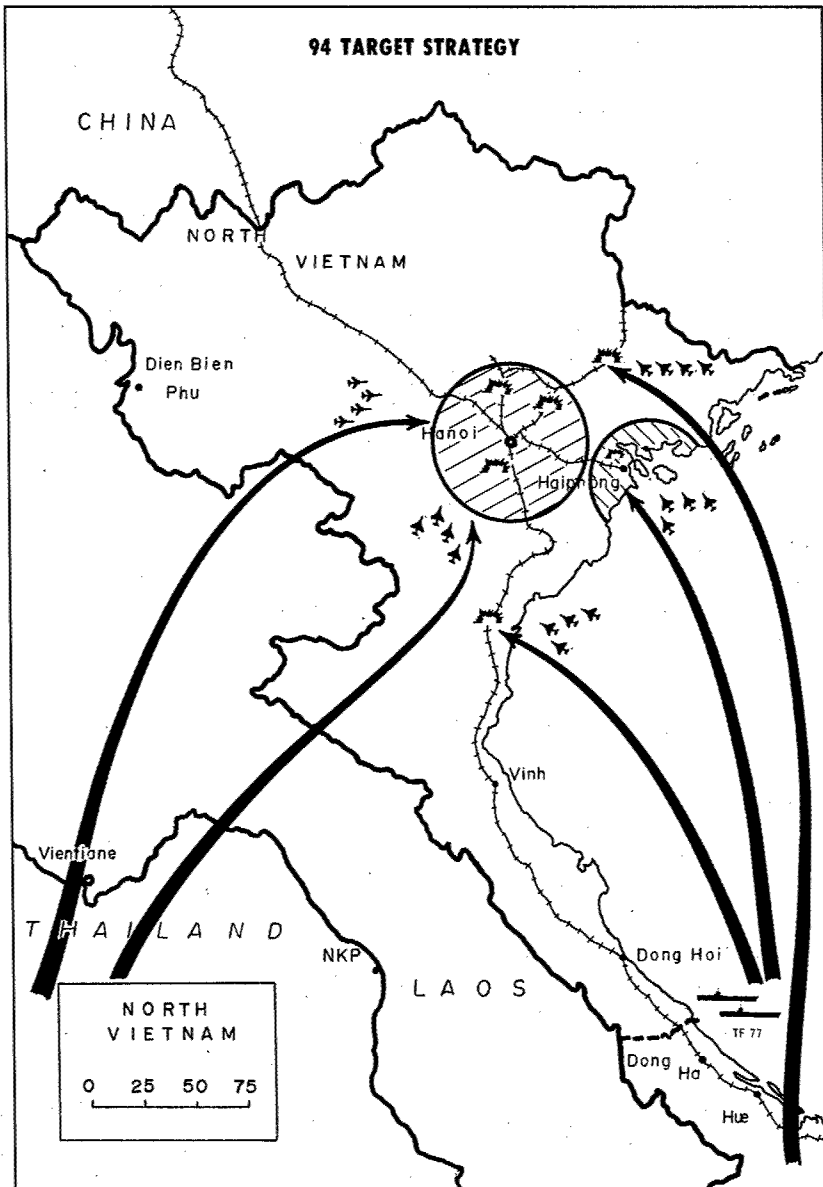 94 TARGET STRATEGY
CHINA
NORTH
VIETNAM
Dien Bien
Phu
Hanoi
Haiphong
Vinh
Vientiane
THAILAND
NKP
LAOS
Dong Hoi
TF 77
Dong
Ha
Hue
NORTH
VIETNAM
0 25 50 75